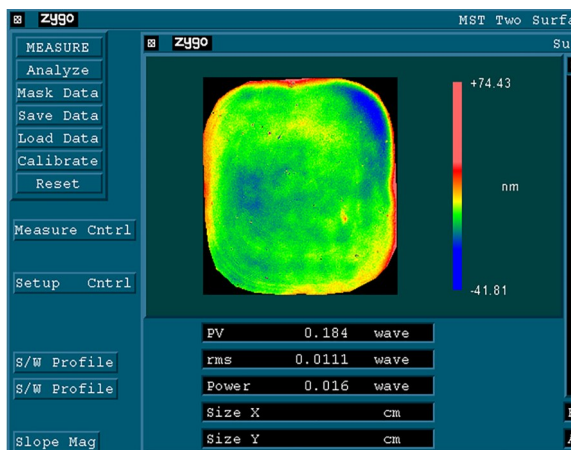 zygo MST Two Surfa
MEASURE
Analyze
Mask Data
Save Data
Load Data
Calibrate
Reset
Measure Cntrl
Setup Cntrl
S/W Profile
S/W Profile
Slope Mag
zygo Su
+74.43
nm
-41.81
PV 0.184 wave
rms 0.0111 wave
Power 0.016 wave
Size X cm
Size Y cm